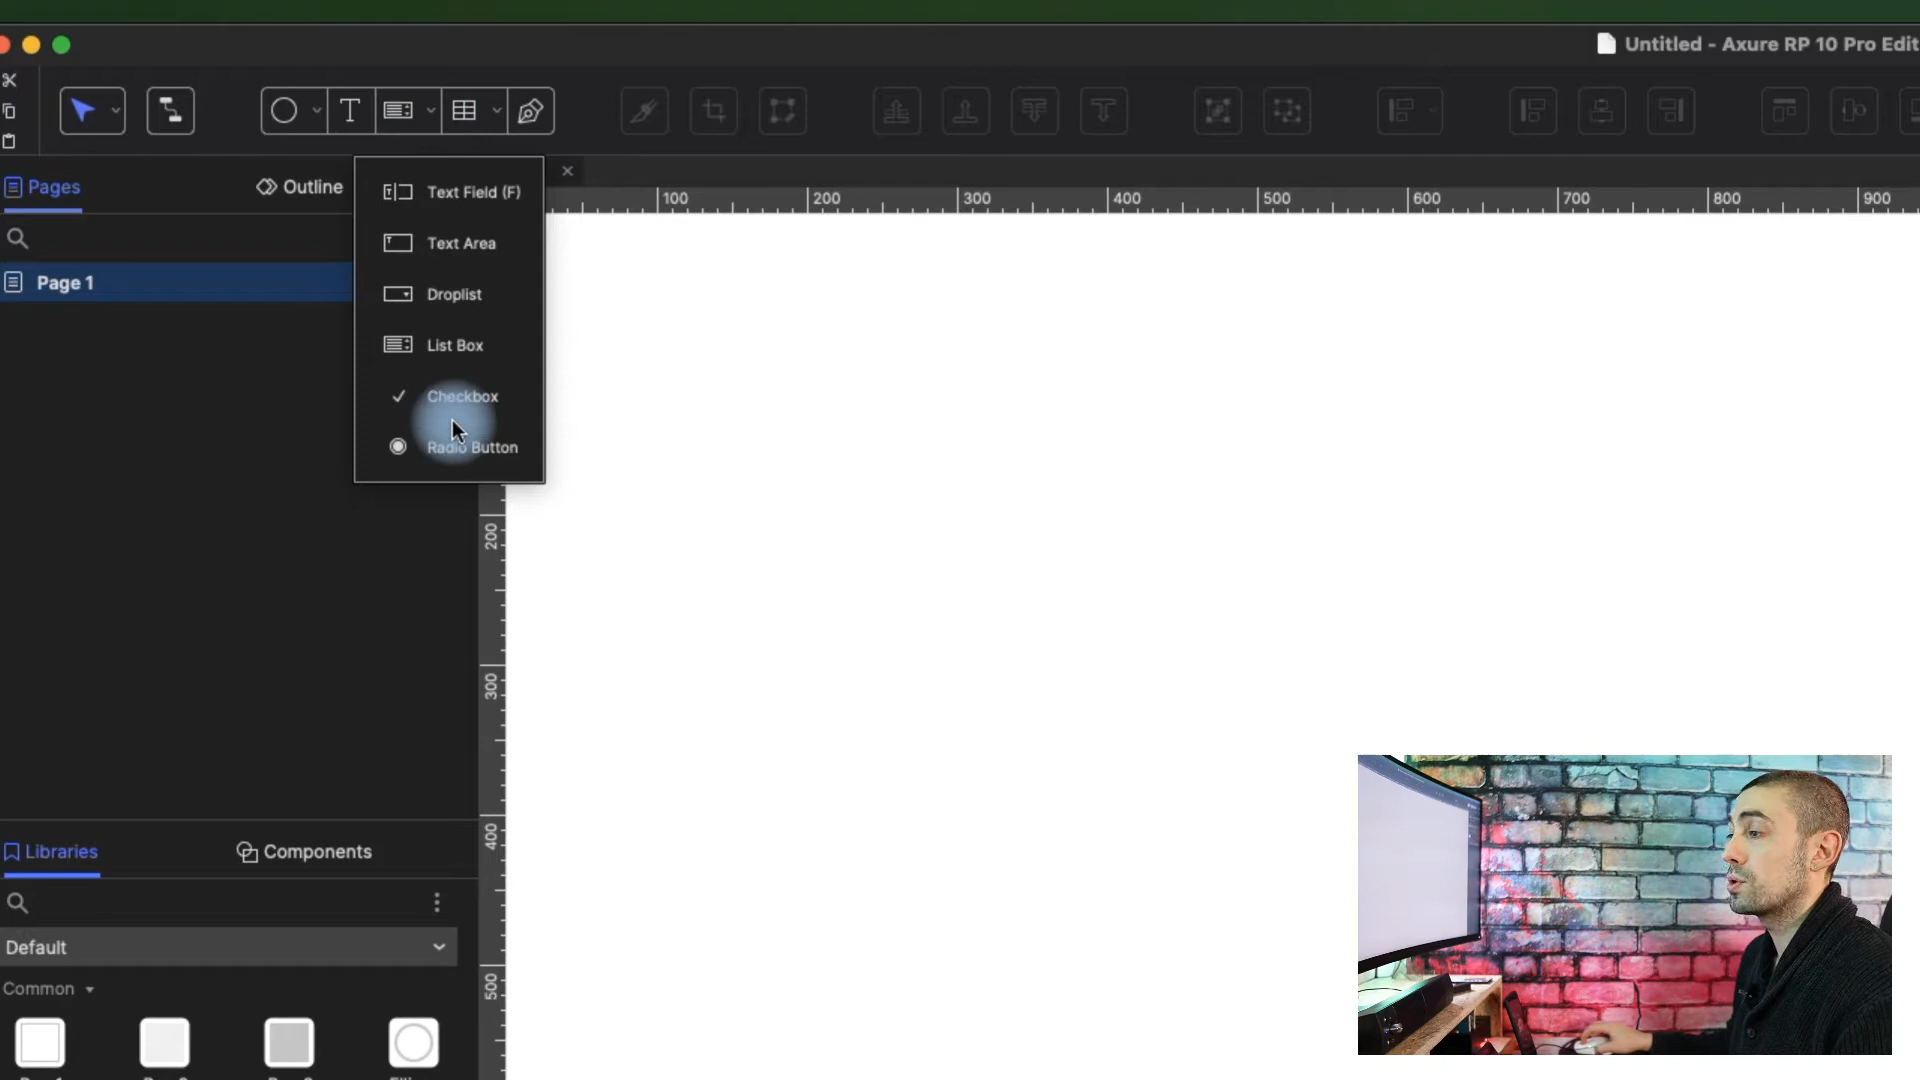 Untitled - Axure RP 10 Pro Edit
Pages
Outline
Page 1
Text Field (F)
Text Area
Droplist
List Box
Checkbox
Radio Button
100
200
300
400
500
600
700
800
900
200
300
400
500
Libraries
Components
Default
Common